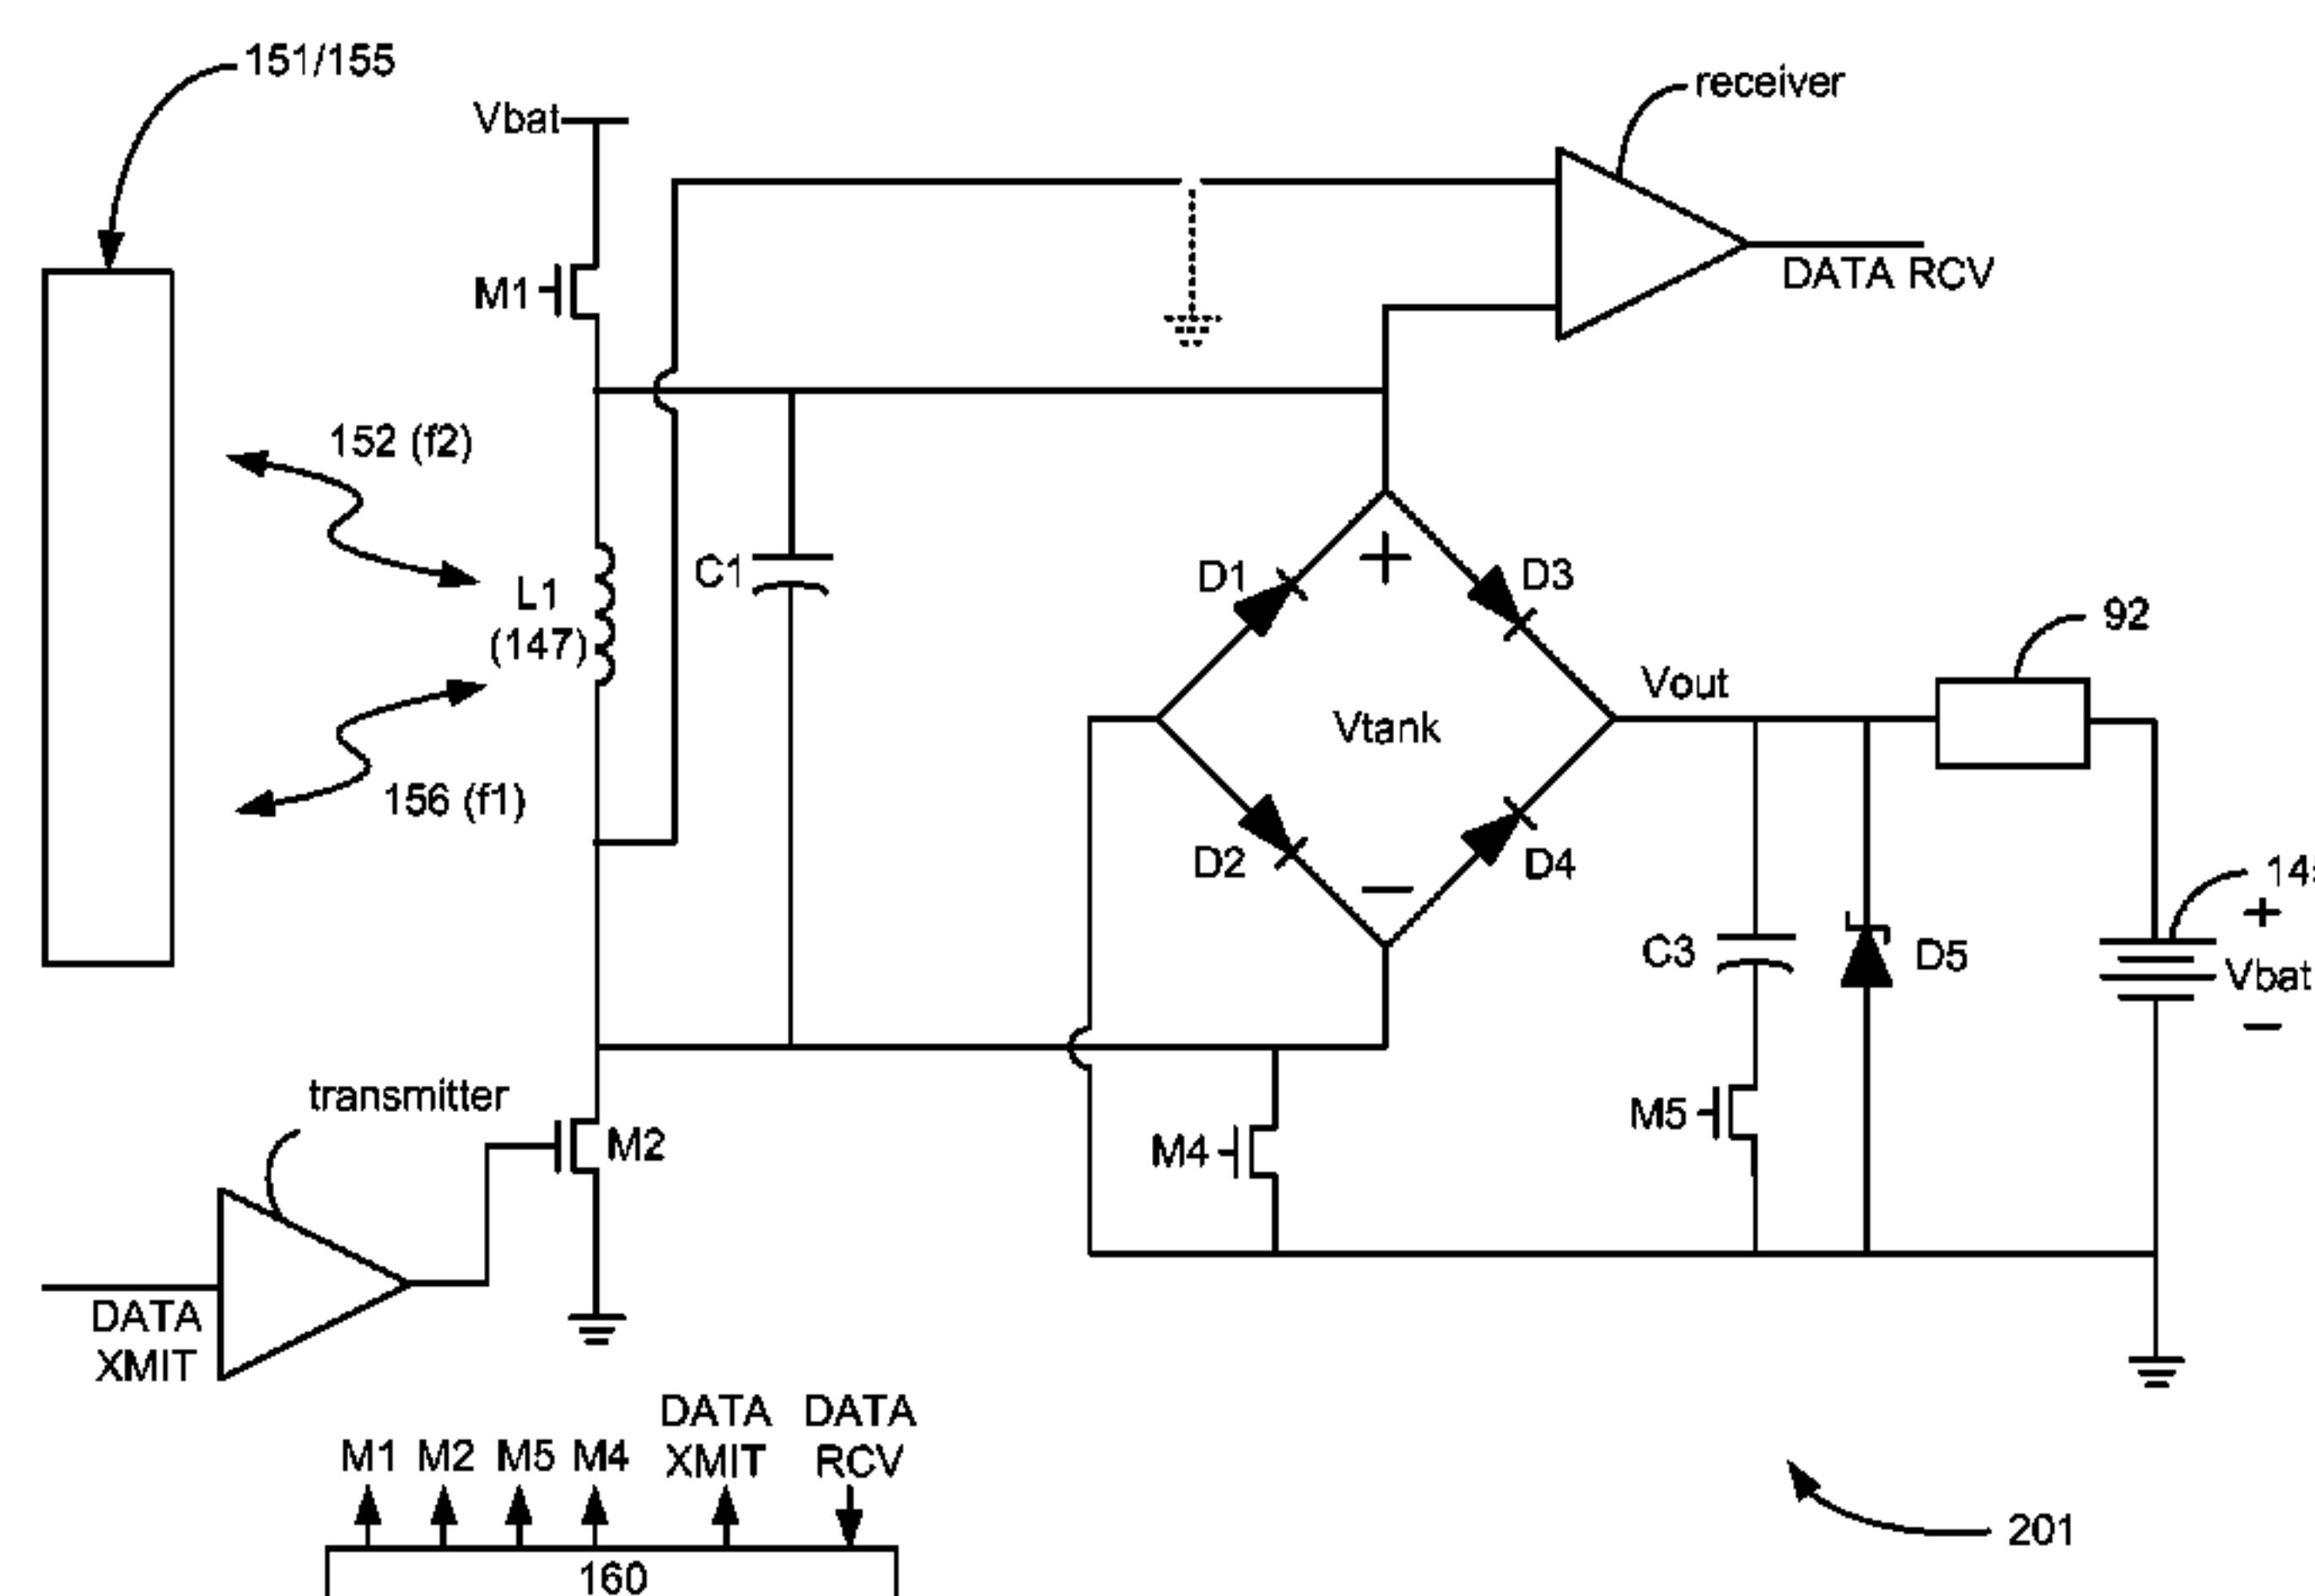 151/155
receiver
Vbat
M1
DATA RCV
152 (f2)
C1
D1
+
D3
L1
(147)
92
Vout
Vtank
156 (f1)
D2
−
D4
C3
D5
+
Vbat
−
transmitter
M2
M4
M5
DATA
XMIT
DATA DATA
M1 M2 M5 M4 XMIT RCV
160
201